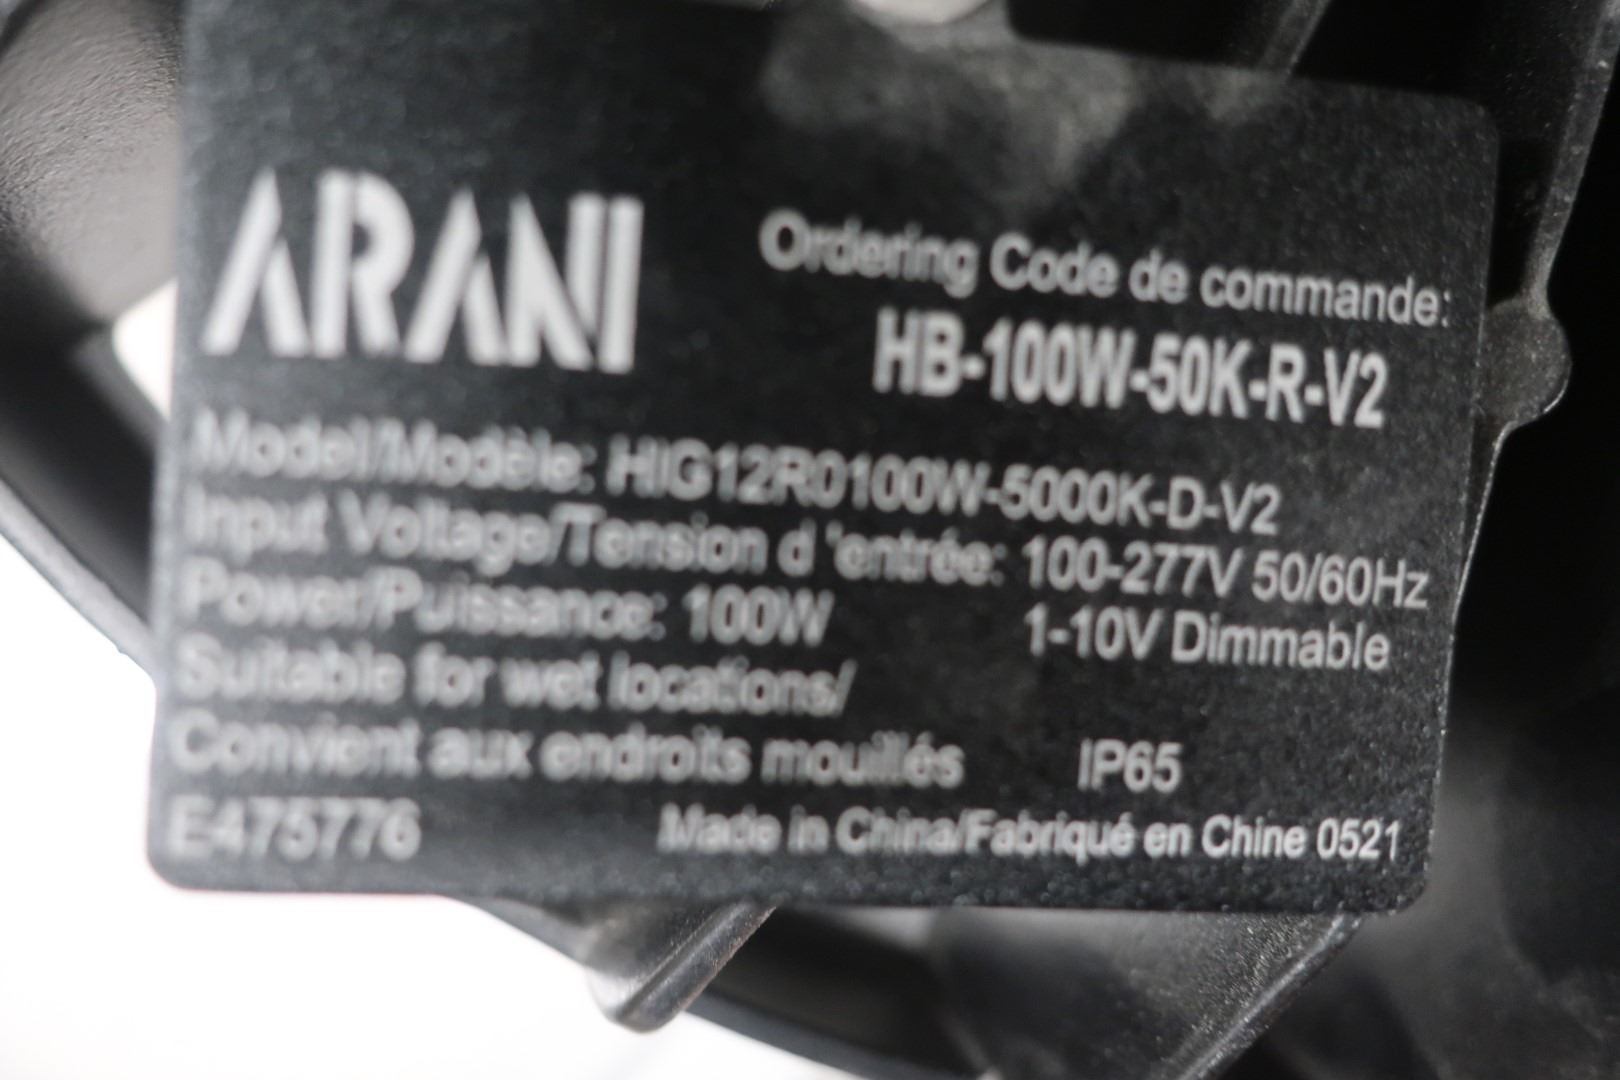 ARANI
Ordering Code de commande:
HB-100W-50K-R-V2
Model/Modèle: HIG12R0100W-5000K-D-V2
Input Voltage/Tension d 'entrée: 100-277V 50/60Hz
Power/Puissance: 100W 1-10V Dimmable
Suitable for wet locations/
Convient aux endroits mouillés IP65
E475776 Made in China/Fabriqué en Chine 0521